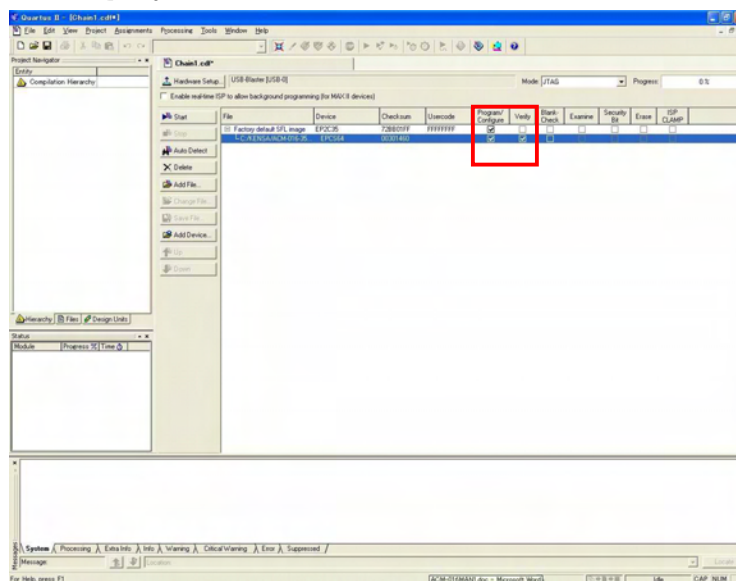 Quartus II - [Chain1.cdf*]
File Edit View Project Assignments Processing Tools Window Help
Project Navigator
Entity
Compilation Hierarchy
Hierarchy Files Design Units
Status
Module Progress % Time
Chain1.cdf*
Hardware Setup... USB-Blaster [USB-0] Mode: JTAG Progress: 0 %
Enable real-time ISP to allow background programming (for MAX II devices)
Start
Stop
Auto Detect
Delete
Add File...
Change File...
Save File...
Add Device...
Up
Down
File Device Checksum Usercode Program/Configure Verify Blank-Check Examine Security Bit Erase ISP CLAMP
Factory default SFL image EP2C35 FFFFFFFF
EPCS64 00301460
System Processing Extra Info Info Warning Critical Warning Error Suppressed
Messages
Message: Location: Locate
For Help, press F1 Idle CAP NUM